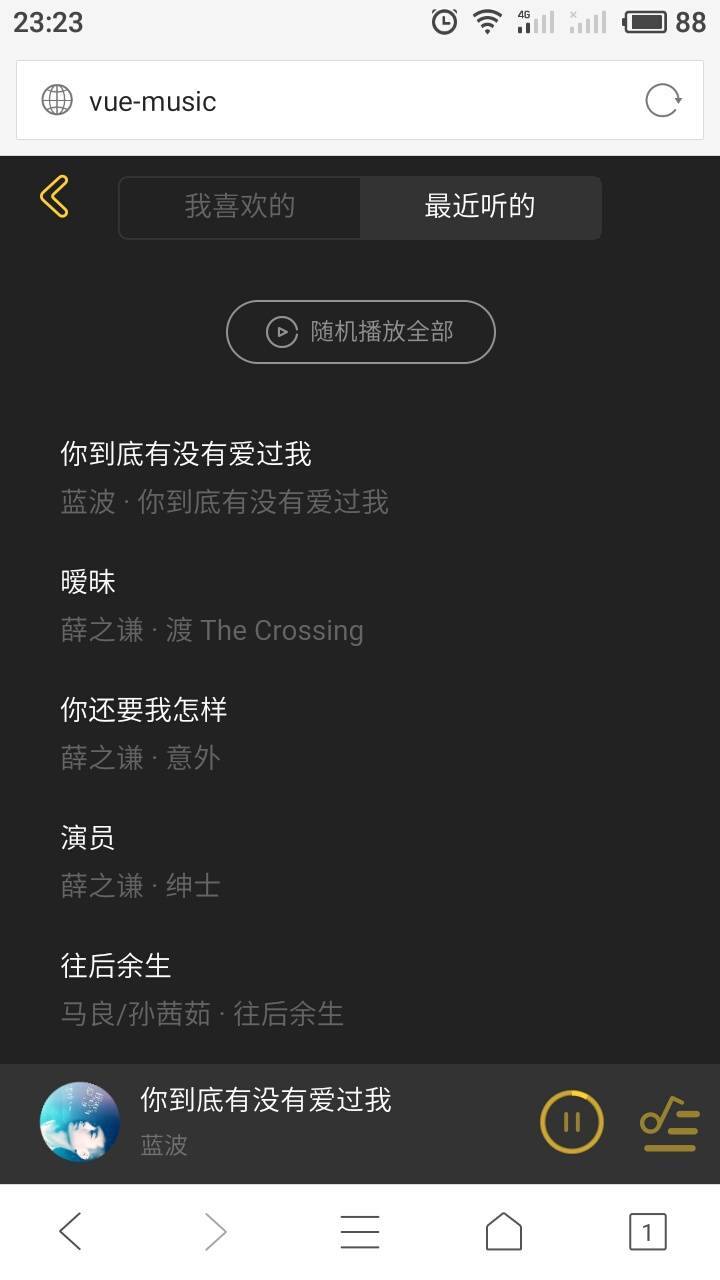 23:23
4G
88
vue-music
我喜欢的
最近听的
随机播放全部
你到底有没有爱过我
蓝波 · 你到底有没有爱过我
暧昧
薛之谦 · 渡 The Crossing
你还要我怎样
薛之谦 · 意外
演员
薛之谦 · 绅士
往后余生
马良/孙茜茹 · 往后余生
你到底有没有爱过我
蓝波
1